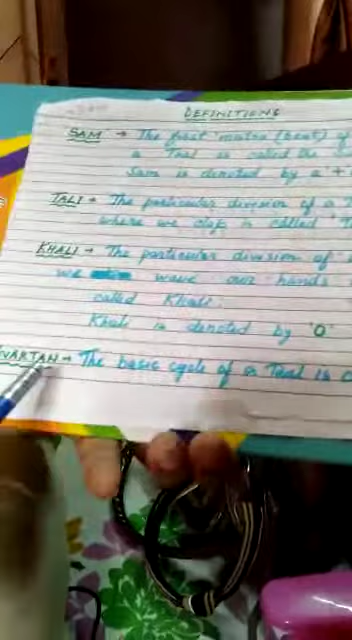 DEFINITIONS
SAM → The first 'matra (beat) of
a Taal is called the
Sam is denoted by a '+
TALI → The particular division of a
where we clap is called 'T
KHALI → The particular division of
we wave our hands
called Khali.
Khali is denoted by '0'
AVARTAN → The basic cycle of a Taal is c